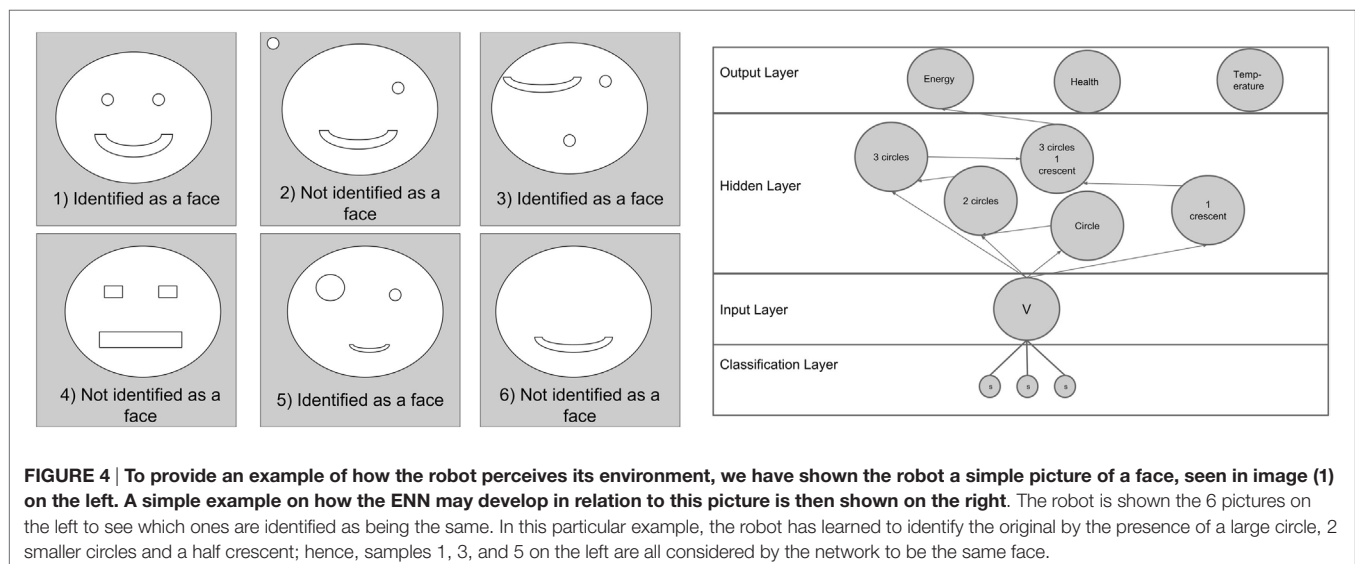 1) Identified as a face
2) Not identified as a
face
3) Identified as a face
4) Not identified as a
face
5) Identified as a face
6) Not identified as a
face
Output Layer
Energy
Health
Temp-
erature
Hidden Layer
3 circles
3 circles
1
crescent
2 circles
Circle
1
crescent
Input Layer
V
Classification Layer
s
s
s
FIGURE 4 | To provide an example of how the robot perceives its environment, we have shown the robot a simple picture of a face, seen in image (1)
on the left. A simple example on how the ENN may develop in relation to this picture is then shown on the right. The robot is shown the 6 pictures on
the left to see which ones are identified as being the same. In this particular example, the robot has learned to identify the original by the presence of a large circle, 2
smaller circles and a half crescent; hence, samples 1, 3, and 5 on the left are all considered by the network to be the same face.